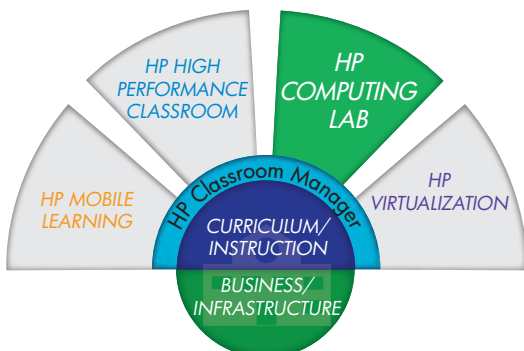 HP HIGH
PERFORMANCE
CLASSROOM
HP
COMPUTING
LAB
HP MOBILE
LEARNING
HP
VIRTUALIZATION
HP Classroom Manager
CURRICULUM/
INSTRUCTION
BUSINESS/
INFRASTRUCTURE